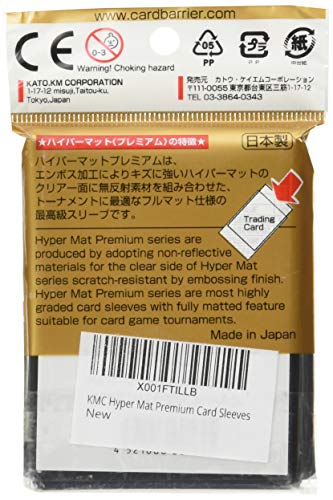 www.cardbarrier.com
CE
0-3
Warning! Choking hazard
KATO.KM CORPORATION
1-17-12 misuji,Taitou-ku,
Tokyo,Japan
05
PP
プラ
PP
紙
中台紙
発売元 カトウ・ケイエムコーポレーション
〒111-0055 東京都台東区三筋1-17-12
TEL 03-3864-0343
★ハイパーマット(プレミアム)の特徴★
日本製
ハイパーマットプレミアムは、
エンボス加工によりキズに強いハイパーマットの
クリアー面に無反射素材を組み合わせた、
トーナメントに最適なフルマット仕様の
最高級スリーブです。
Trading
Card
Hyper Mat Premium series are
produced by adopting non-reflective
materials for the clear side of Hyper Mat
series scratch-resistant by embossing finish.
Hyper Mat Premium series are most highly
graded card sleeves with fully matted feature
suitable for card game tournaments.
Made in Japan
X001FTILLB
KMC Hyper Mat Premium Card Sleeves
New